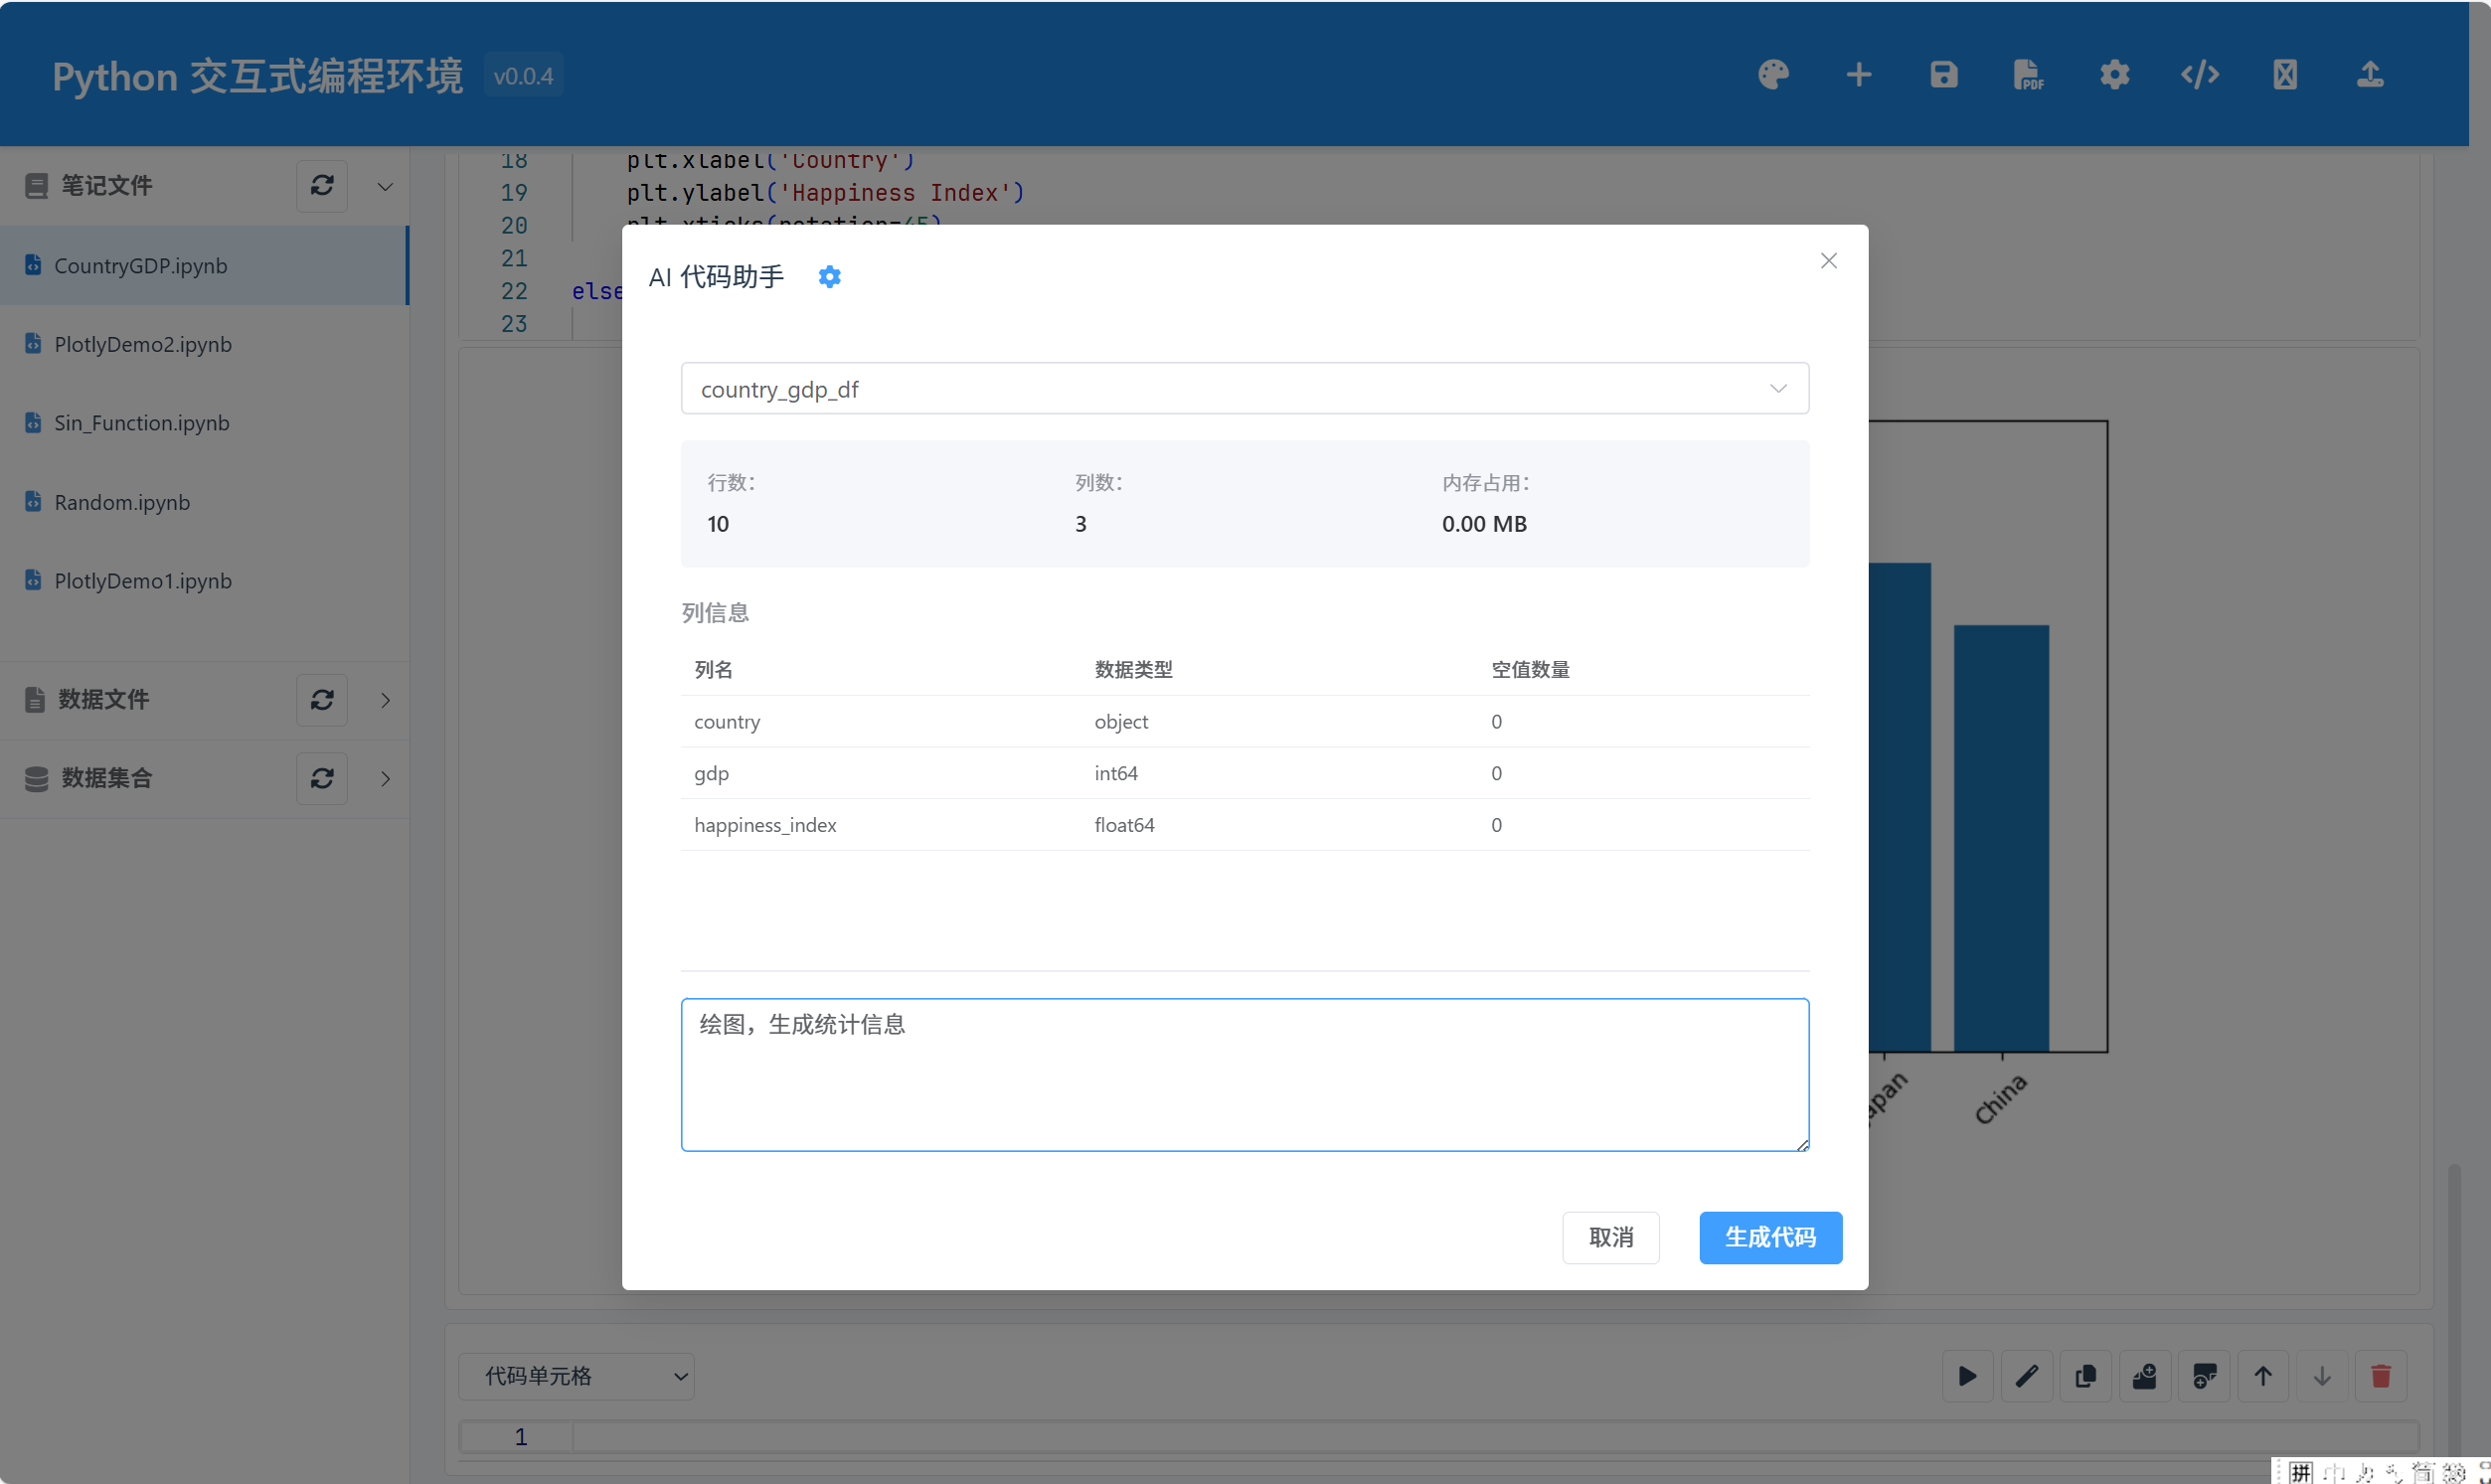 Python 交互式编程环境 v0.0.4
笔记文件
CountryGDP.ipynb
PlotlyDemo2.ipynb
Sin_Function.ipynb
Random.ipynb
PlotlyDemo1.ipynb
数据文件
数据集合
18 plt.xlabel('Country')
19 plt.ylabel('Happiness Index')
20 plt.xticks(rotation=45)
21
22 else
23
AI 代码助手
country_gdp_df
行数： 列数： 内存占用：
10 3 0.00 MB
列信息
列名 数据类型 空值数量
country object 0
gdp int64 0
happiness_index float64 0
绘图，生成统计信息
取消 生成代码
China
代码单元格
1
拼